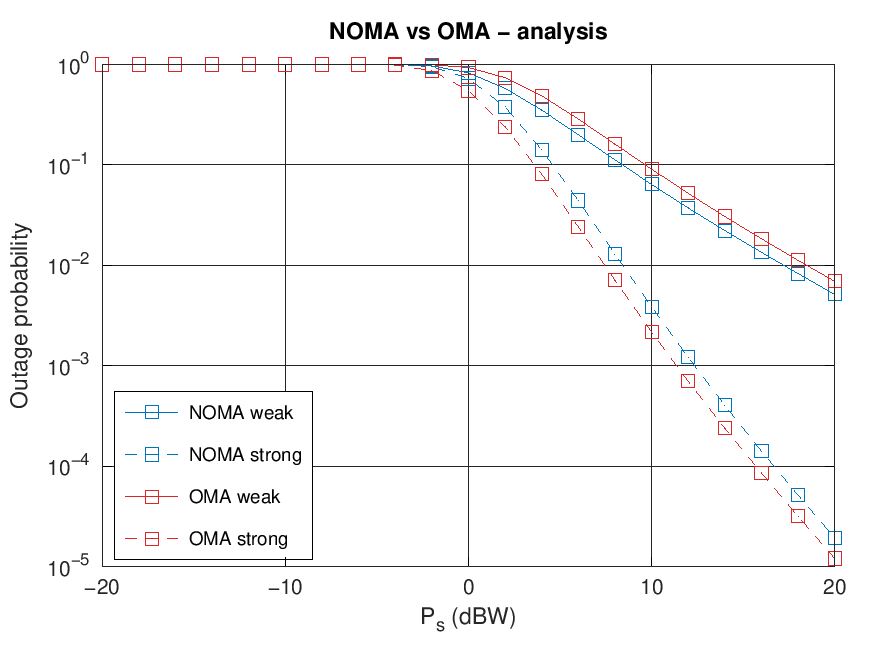 NOMA vs OMA − analysis
Outage probability
10^0
10^−1
10^−2
10^−3
10^−4
10^−5
NOMA weak
NOMA strong
OMA weak
OMA strong
−20 −10 0 10 20
P_s (dBW)